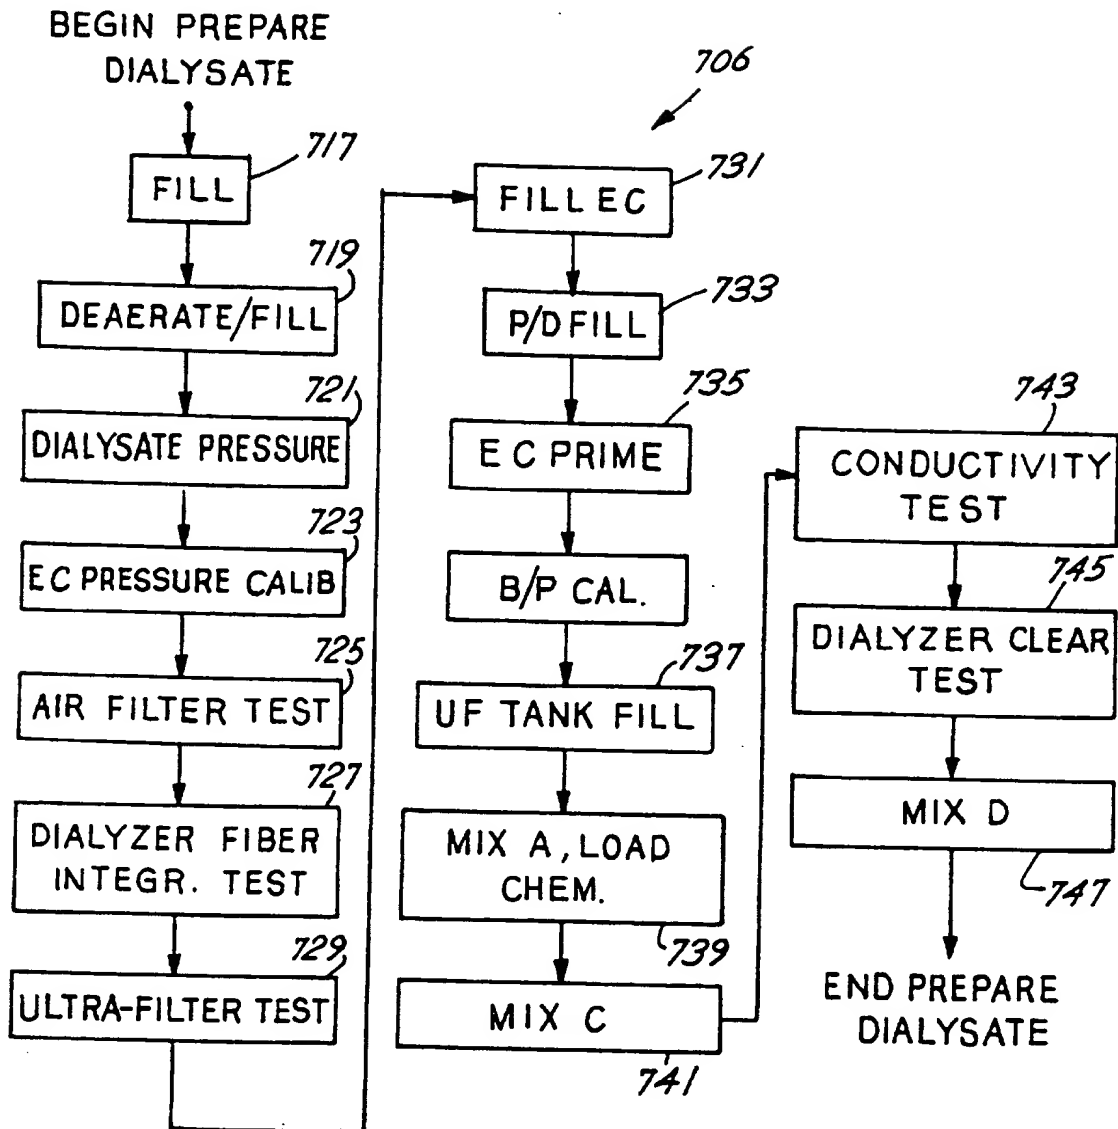 BEGIN PREPARE
DIALYSATE
717
FILL
719
DEAERATE/FILL
721
DIALYSATE PRESSURE
723
EC PRESSURE CALIB
725
AIR FILTER TEST
727
DIALYZER FIBER
INTEGR. TEST
729
ULTRA-FILTER TEST
706
731
FILL EC
733
P/D FILL
735
EC PRIME
B/P CAL.
737
UF TANK FILL
MIX A, LOAD
CHEM.
739
MIX C
741
743
CONDUCTIVITY
TEST
745
DIALYZER CLEAR
TEST
MIX D
747
END PREPARE
DIALYSATE